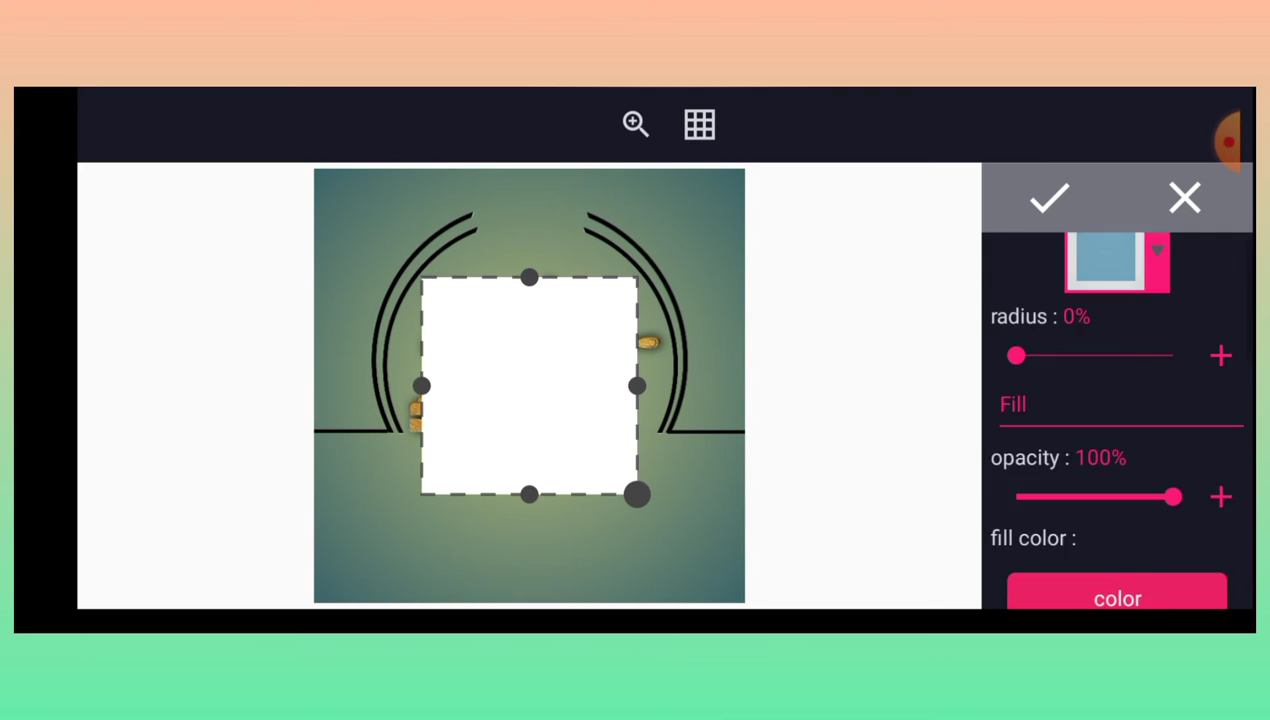 radius : 0%
Fill
opacity : 100%
fill color :
color